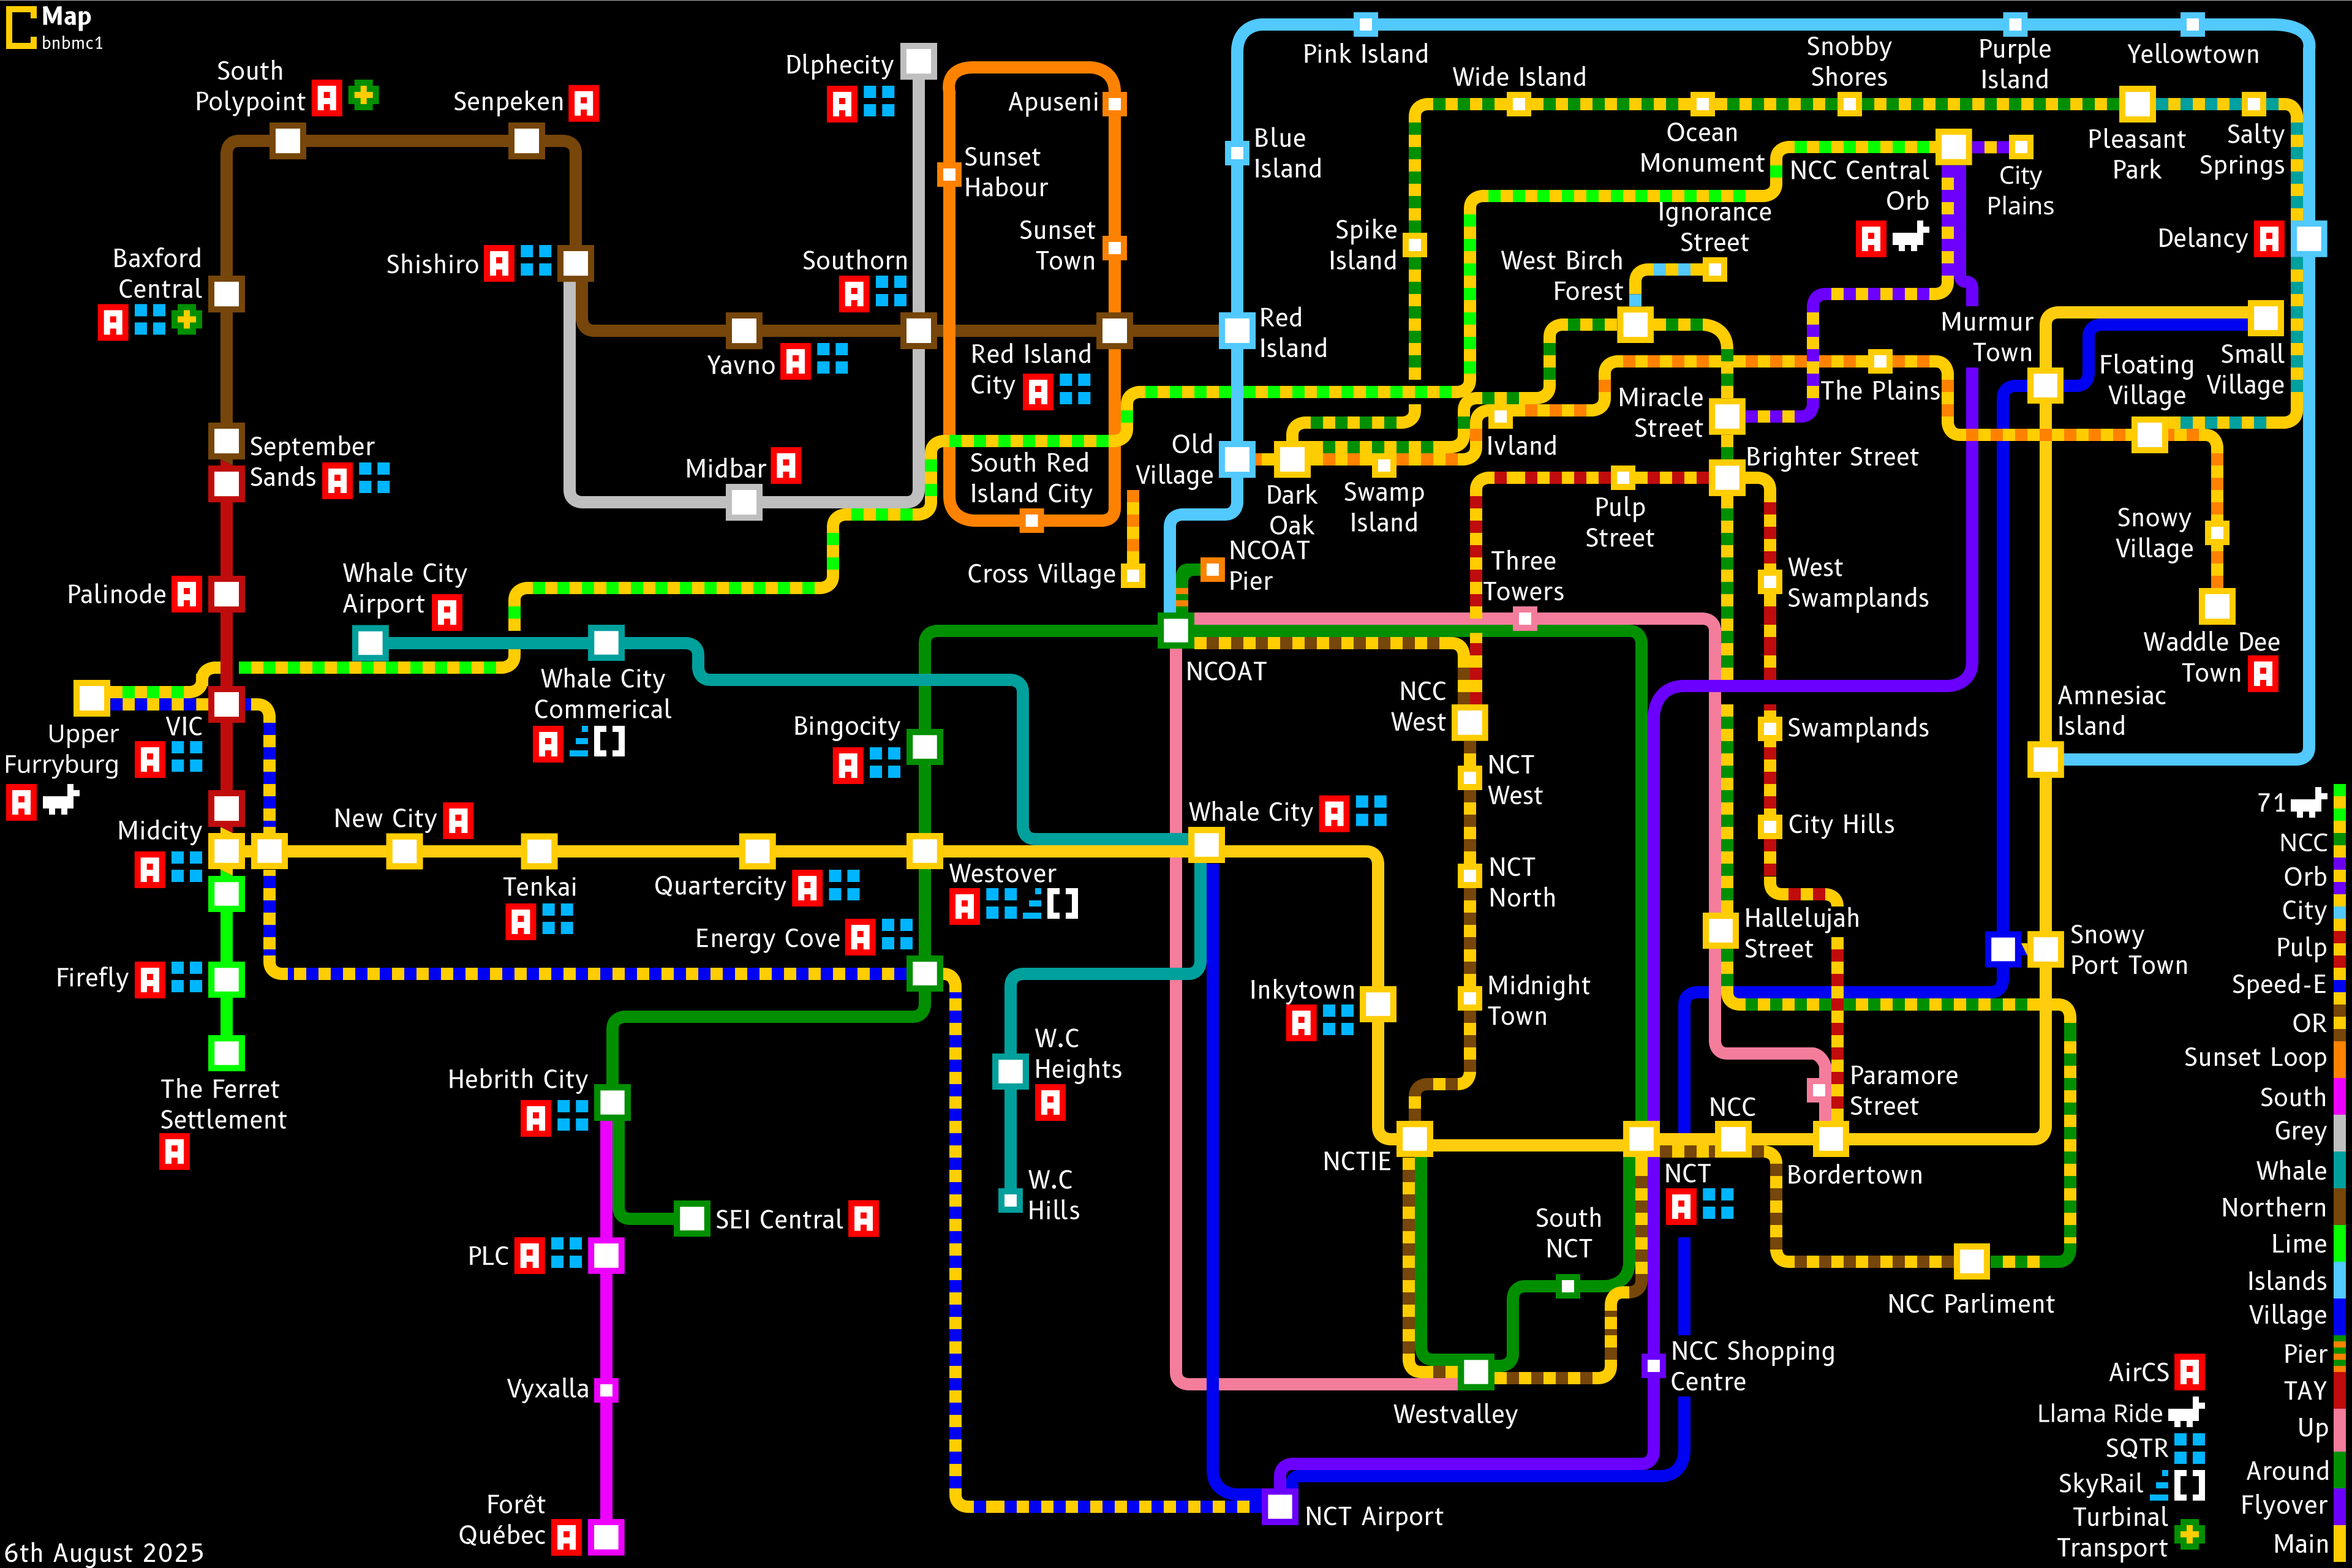 Map
bnbmc1
South
Polypoint
Senpeken
Dlphecity
Apuseni
Sunset
Habour
Sunset
Town
Pink Island
Blue
Island
Wide Island
Snobby
Shores
Purple
Island
Yellowtown
Ocean
Monument
Pleasant
Park
Salty
Springs
NCC Central
Orb
City
Plains
Ignorance
Street
Spike
Island
West Birch
Forest
Delancy
Baxford
Central
Shishiro
Southorn
Yavno
Red Island
City
Red
Island
Murmur
Town
Small
Village
Floating
Village
The Plains
Miracle
Street
Ivland
Old
Village
September
Sands
Midbar
South Red
Island City
Dark
Oak
Swamp
Island
Brighter Street
Pulp
Street
Snowy
Village
Cross Village
NCOAT
Pier
Three
Towers
West
Swamplands
Palinode
Whale City
Airport
Waddle Dee
Town
NCOAT
Whale City
Commerical
NCC
West
Amnesiac
Island
VIC
Upper
Furryburg
Bingocity
Swamplands
NCT
West
Whale City
New City
Midcity
City Hills
Tenkai
Quartercity
Westover
NCT
North
Energy Cove
Hallelujah
Street
Snowy
Port Town
Firefly
Inkytown
Midnight
Town
W.C
Heights
The Ferret
Settlement
Hebrith City
Paramore
Street
NCC
NCTIE
NCT
Bordertown
W.C
Hills
SEI Central
South
NCT
PLC
NCC Parliment
NCC Shopping
Centre
Vyxalla
Westvalley
Forêt
Québec
NCT Airport
71
NCC
Orb
City
Pulp
Speed-E
OR
Sunset Loop
South
Grey
Whale
Northern
Lime
Islands
Village
Pier
TAY
Up
Around
Flyover
Main
AirCS
Llama Ride
SQTR
SkyRail
Turbinal
Transport
6th August 2025